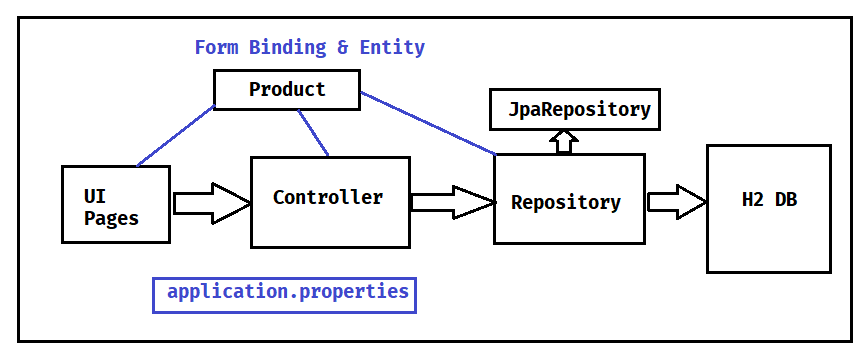 Form Binding & Entity
Product
JpaRepository
UI
Pages
Controller
Repository
H2 DB
application.properties